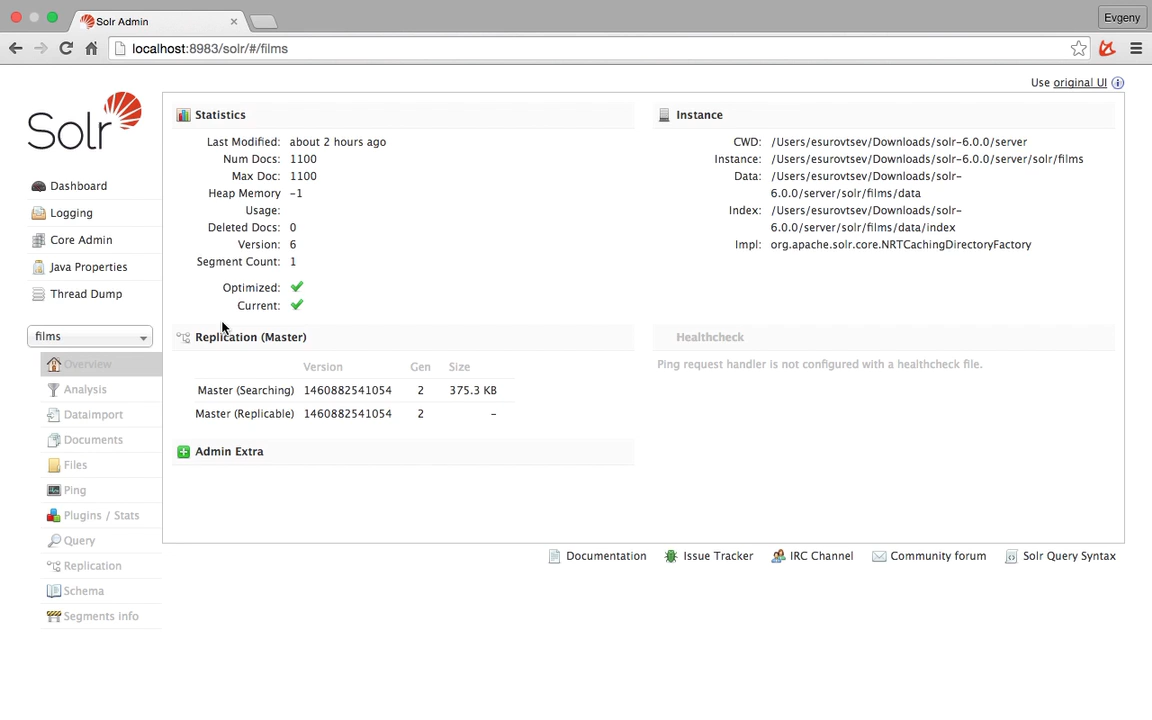 Solr Admin
Evgeny
localhost:8983/solr/#/films
Use original UI
Solr
Dashboard
Logging
Core Admin
Java Properties
Thread Dump
films
Overview
Analysis
Dataimport
Documents
Files
Ping
Plugins / Stats
Query
Replication
Schema
Segments info
Statistics
Last Modified: about 2 hours ago
Num Docs: 1100
Max Doc: 1100
Heap Memory -1
Usage:
Deleted Docs: 0
Version: 6
Segment Count: 1
Optimized:
Current:
Instance
CWD: /Users/esurovtsev/Downloads/solr-6.0.0/server
Instance: /Users/esurovtsev/Downloads/solr-6.0.0/server/solr/films
Data: /Users/esurovtsev/Downloads/solr-
6.0.0/server/solr/films/data
Index: /Users/esurovtsev/Downloads/solr-
6.0.0/server/solr/films/data/index
Impl: org.apache.solr.core.NRTCachingDirectoryFactory
Replication (Master)
Version Gen Size
Master (Searching) 1460882541054 2 375.3 KB
Master (Replicable) 1460882541054 2 -
Healthcheck
Ping request handler is not configured with a healthcheck file.
Admin Extra
Documentation Issue Tracker IRC Channel Community forum Solr Query Syntax